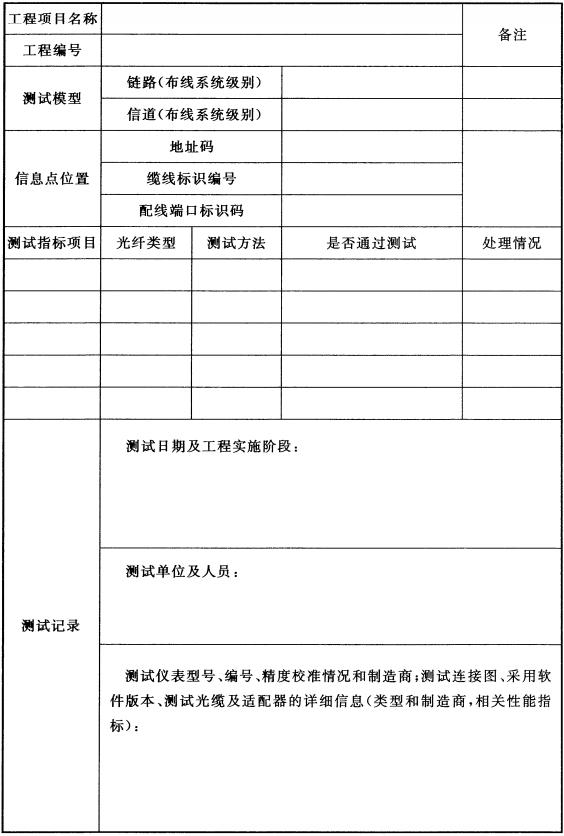 工程项目名称
备注
工程编号
测试模型
链路(布线系统级别)
信道(布线系统级别)
信息点位置
地址码
缆线标识编号
配线端口标识码
测试指标项目
光纤类型
测试方法
是否通过测试
处理情况
测试记录
测试日期及工程实施阶段:
测试单位及人员:
测试仪表型号、编号、精度校准情况和制造商;测试连接图、采用软
件版本、测试光缆及适配器的详细信息(类型和制造商,相关性能指
标):